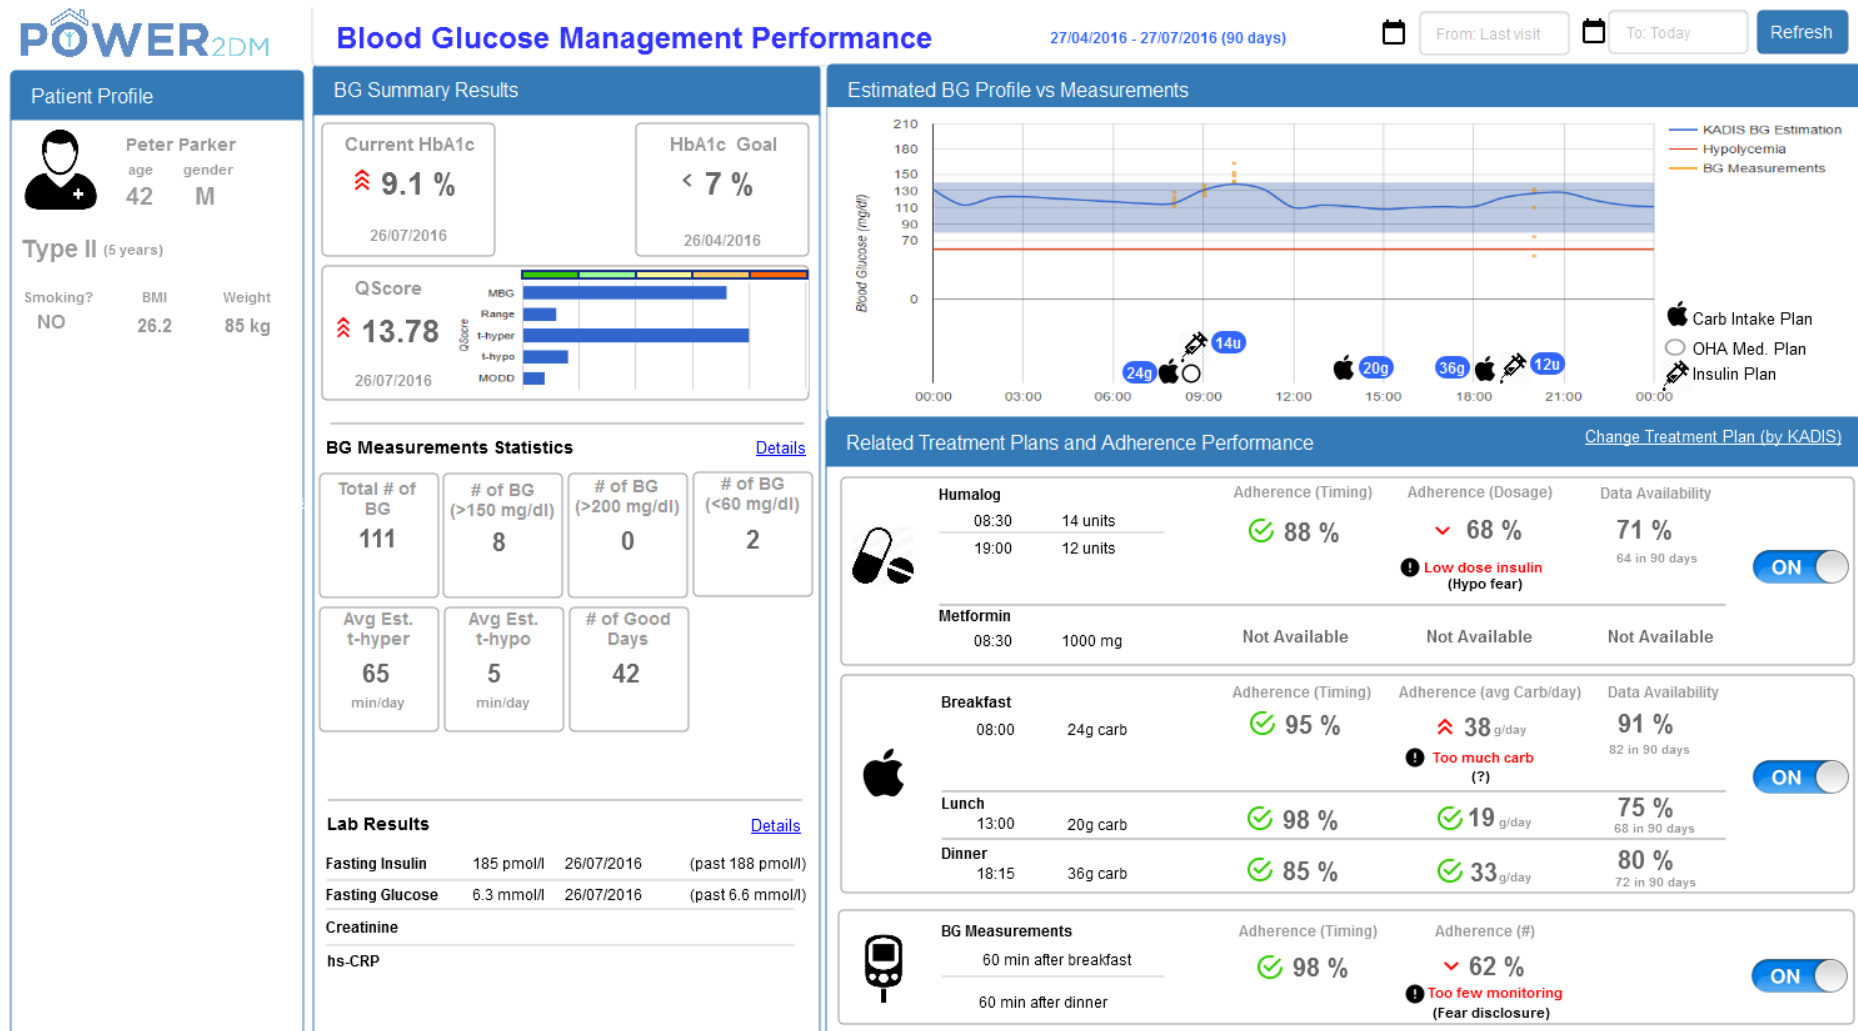 POWER2DM
Blood Glucose Management Performance
27/04/2016 - 27/07/2016 (90 days)
From: Last visit
To: Today
Refresh
Patient Profile
Peter Parker
age gender
42 M
Type II (5 years)
Smoking? BMI Weight
NO 26.2 85 kg
BG Summary Results
Current HbA1c
9.1 %
26/07/2016
HbA1c Goal
< 7 %
26/04/2016
QScore
13.78
26/07/2016
QScore
MBG
Range
t-hyper
t-hypo
MODD
BG Measurements Statistics Details
Total # of
BG
111
# of BG
(>150 mg/dl)
8
# of BG
(>200 mg/dl)
0
# of BG
(<60 mg/dl)
2
Avg Est.
t-hyper
65
min/day
Avg Est.
t-hypo
5
min/day
# of Good
Days
42
Lab Results Details
Fasting Insulin 185 pmol/l 26/07/2016 (past 188 pmol/l)
Fasting Glucose 6.3 mmol/l 26/07/2016 (past 6.6 mmol/l)
Creatinine
hs-CRP
Estimated BG Profile vs Measurements
Blood Glucose (mg/dl)
210
180
150
130
110
90
70
0
KADIS BG Estimation
Hypolycemia
BG Measurements
24g
14u
20g
36g
12u
00:00 03:00 06:00 09:00 12:00 15:00 18:00 21:00 00:00
Carb Intake Plan
OHA Med. Plan
Insulin Plan
Related Treatment Plans and Adherence Performance
Change Treatment Plan (by KADIS)
Humalog Adherence (Timing) Adherence (Dosage) Data Availability
08:30 14 units
19:00 12 units
88 % 68 % 71 %
64 in 90 days
Low dose insulin
(Hypo fear)
ON
Metformin
08:30 1000 mg
Not Available Not Available Not Available
Breakfast Adherence (Timing) Adherence (avg Carb/day) Data Availability
08:00 24g carb 95 % 38 g/day 91 %
82 in 90 days
Too much carb
(?)
ON
Lunch
13:00 20g carb 98 % 19 g/day 75 %
68 in 90 days
Dinner
18:15 36g carb 85 % 33 g/day 80 %
72 in 90 days
BG Measurements Adherence (Timing) Adherence (#)
60 min after breakfast
98 % 62 %
Too few monitoring
(Fear disclosure)
60 min after dinner
ON